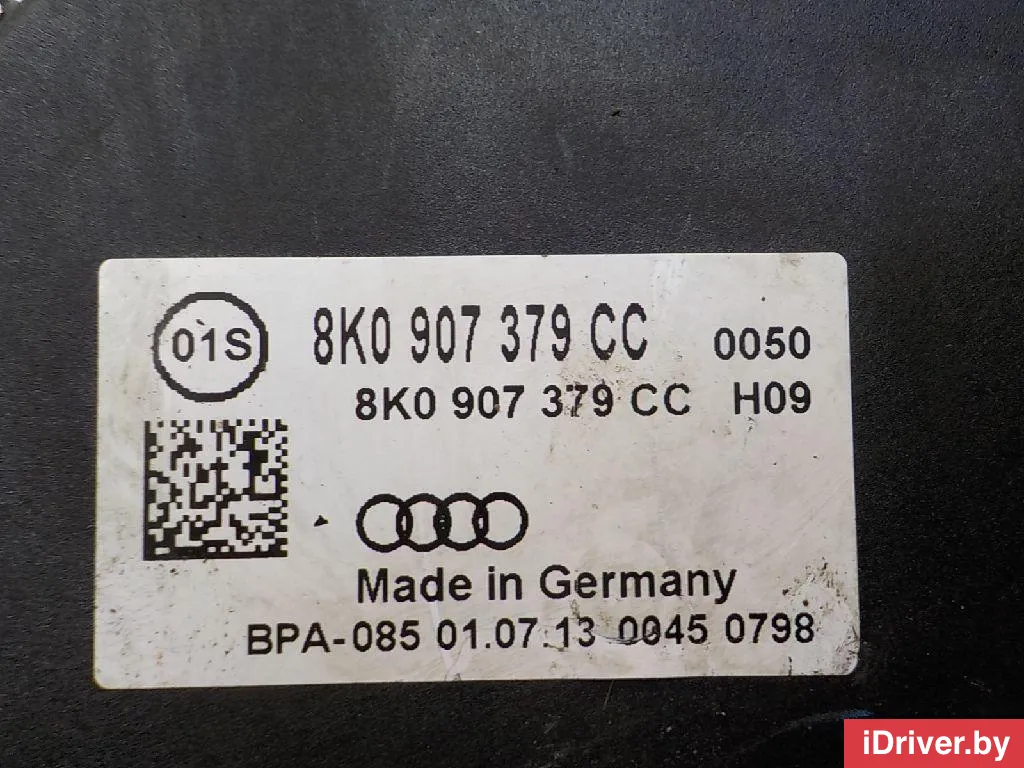 01S 8K0 907 379 CC 0050
8K0 907 379 CC H09
Made in Germany
BPA-085 01.07.13 0045 0798
iDriver.by